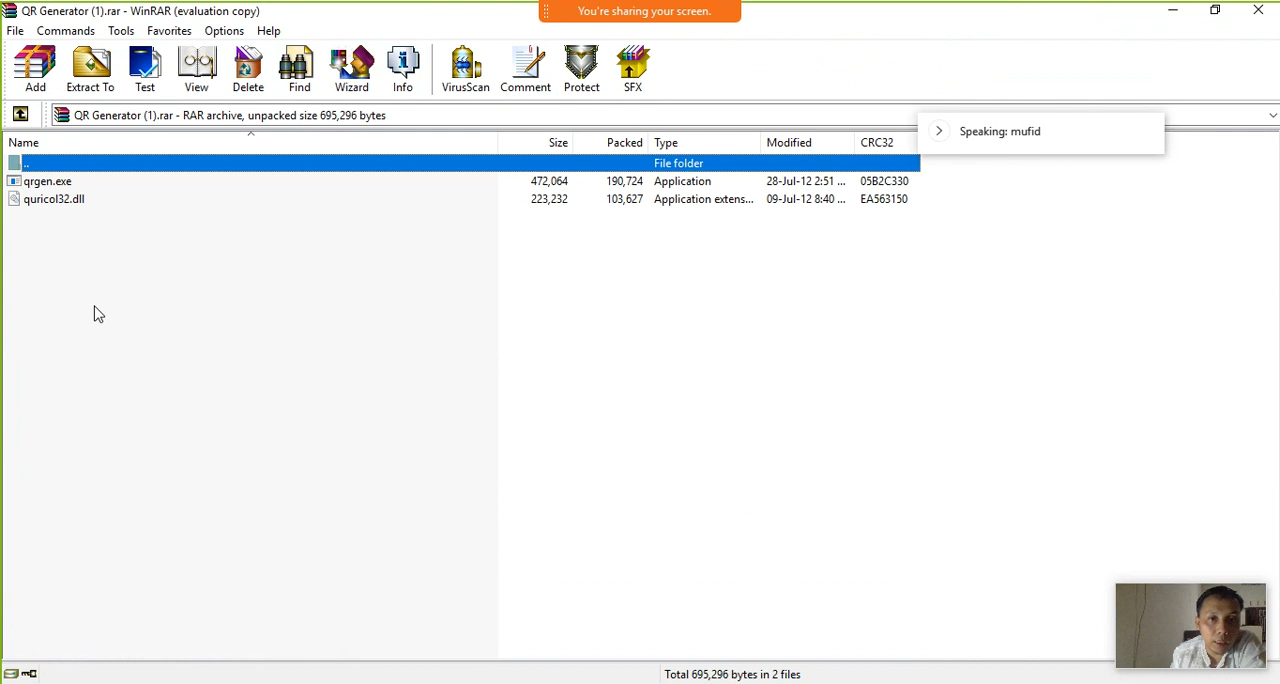 QR Generator (1).rar - WinRAR (evaluation copy)
You're sharing your screen.
File Commands Tools Favorites Options Help
Add Extract To Test View Delete Find Wizard Info VirusScan Comment Protect SFX
QR Generator (1).rar - RAR archive, unpacked size 695,296 bytes
Speaking: mufid
Name Size Packed Type Modified CRC32
.. File folder
qrgen.exe 472,064 190,724 Application 28-Jul-12 2:51 ... 05B2C330
quricol32.dll 223,232 103,627 Application extens... 09-Jul-12 8:40 ... EA563150
Total 695,296 bytes in 2 files